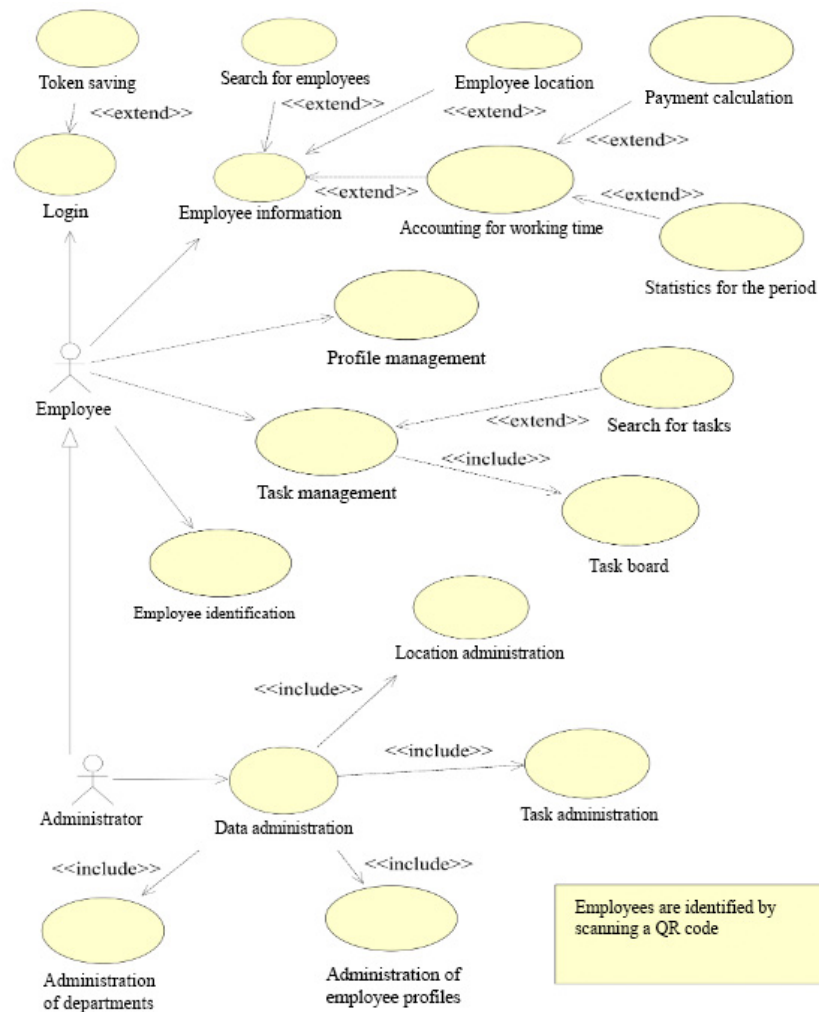 Token saving
Search for employees
Employee location
Payment calculation
<<extend>>
<<extend>>
<<extend>>
<<extend>>
Login
Employee information
<<extend>>
Accounting for working time
<<extend>>
Statistics for the period
Profile management
Employee
Search for tasks
<<extend>>
<<include>>
Task management
Task board
Employee identification
Location administration
<<include>>
<<include>>
Administrator
Data administration
Task administration
<<include>>
<<include>>
Employees are identified by
scanning a QR code
Administration
of departments
Administration of
employee profiles